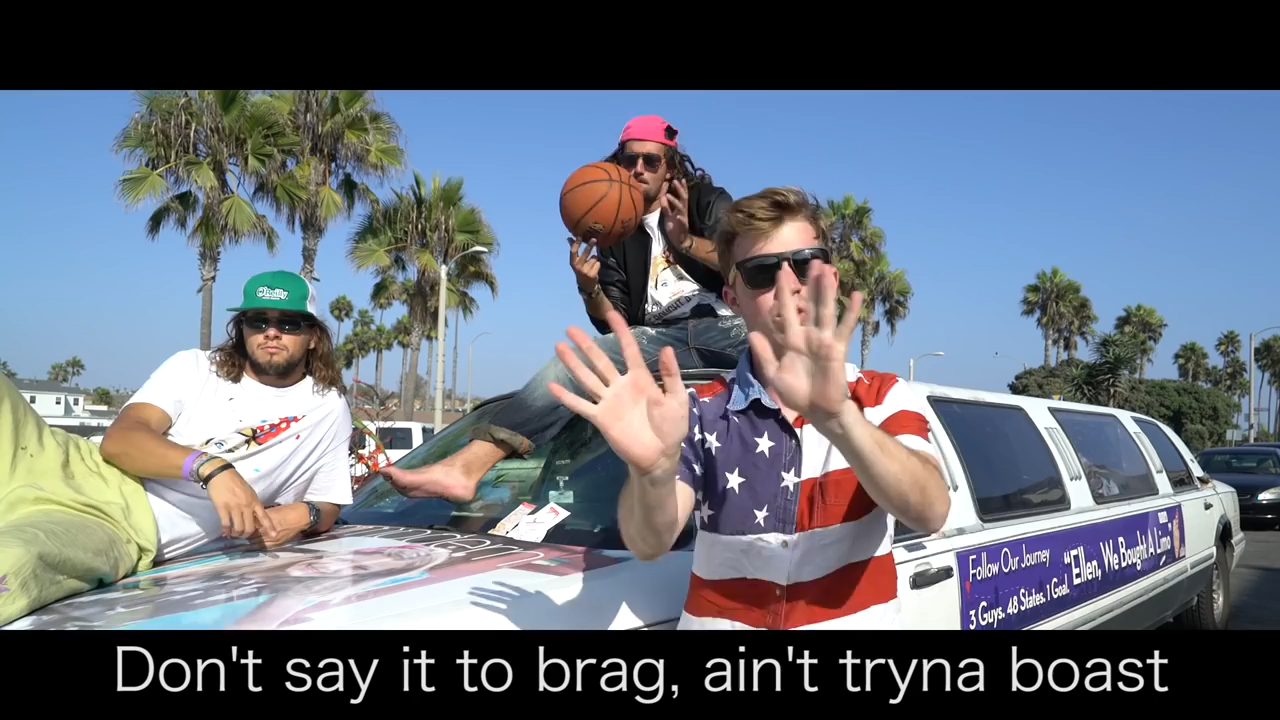 O'Reilly
modern
Follow Our Journey
"Ellen, We Bought A Limo"
3 Guys. 48 States. 1 Goal.
Don't say it to brag, ain't tryna boast